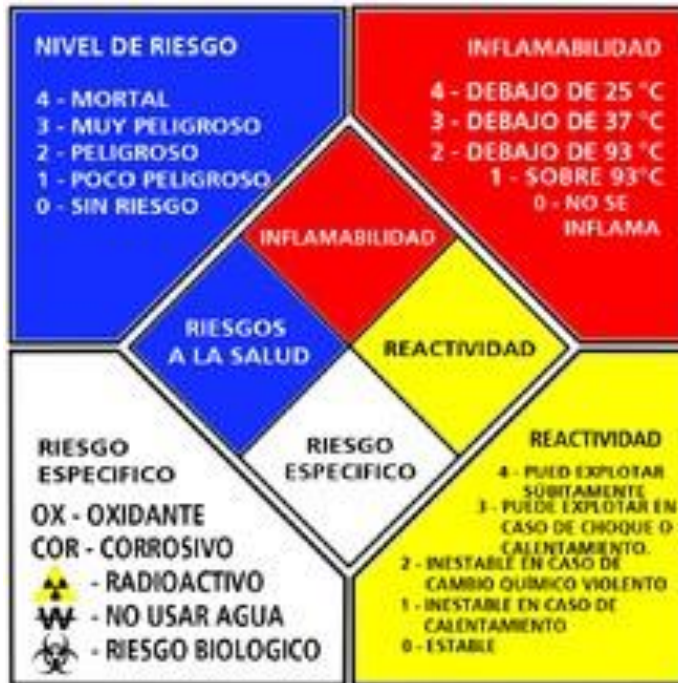 NIVEL DE RIESGO
4 - MORTAL
3 - MUY PELIGROSO
2 - PELIGROSO
1 - POCO PELIGROSO
0 - SIN RIESGO
INFLAMABILIDAD
4 - DEBAJO DE 25 °C
3 - DEBAJO DE 37 °C
2 - DEBAJO DE 93 °C
1 - SOBRE 93°C
0 - NO SE
INFLAMA
INFLAMABILIDAD
RIESGOS
A LA SALUD
REACTIVIDAD
RIESGO
ESPECIFICO
RIESGO
ESPECIFICO
OX - OXIDANTE
COR - CORROSIVO
- RADIOACTIVO
W - NO USAR AGUA
- RIESGO BIOLOGICO
REACTIVIDAD
4 - PUED EXPLOTAR
SÚBITAMENTE
3 - PUEDE EXPLOTAR EN
CASO DE CHOQUE O
CALENTAMIENTO.
2 - INESTABLE EN CASO DE
CAMBIO QUÍMICO VIOLENTO
1 - INESTABLE EN CASO DE
CALENTAMIENTO
0 - ESTABLE